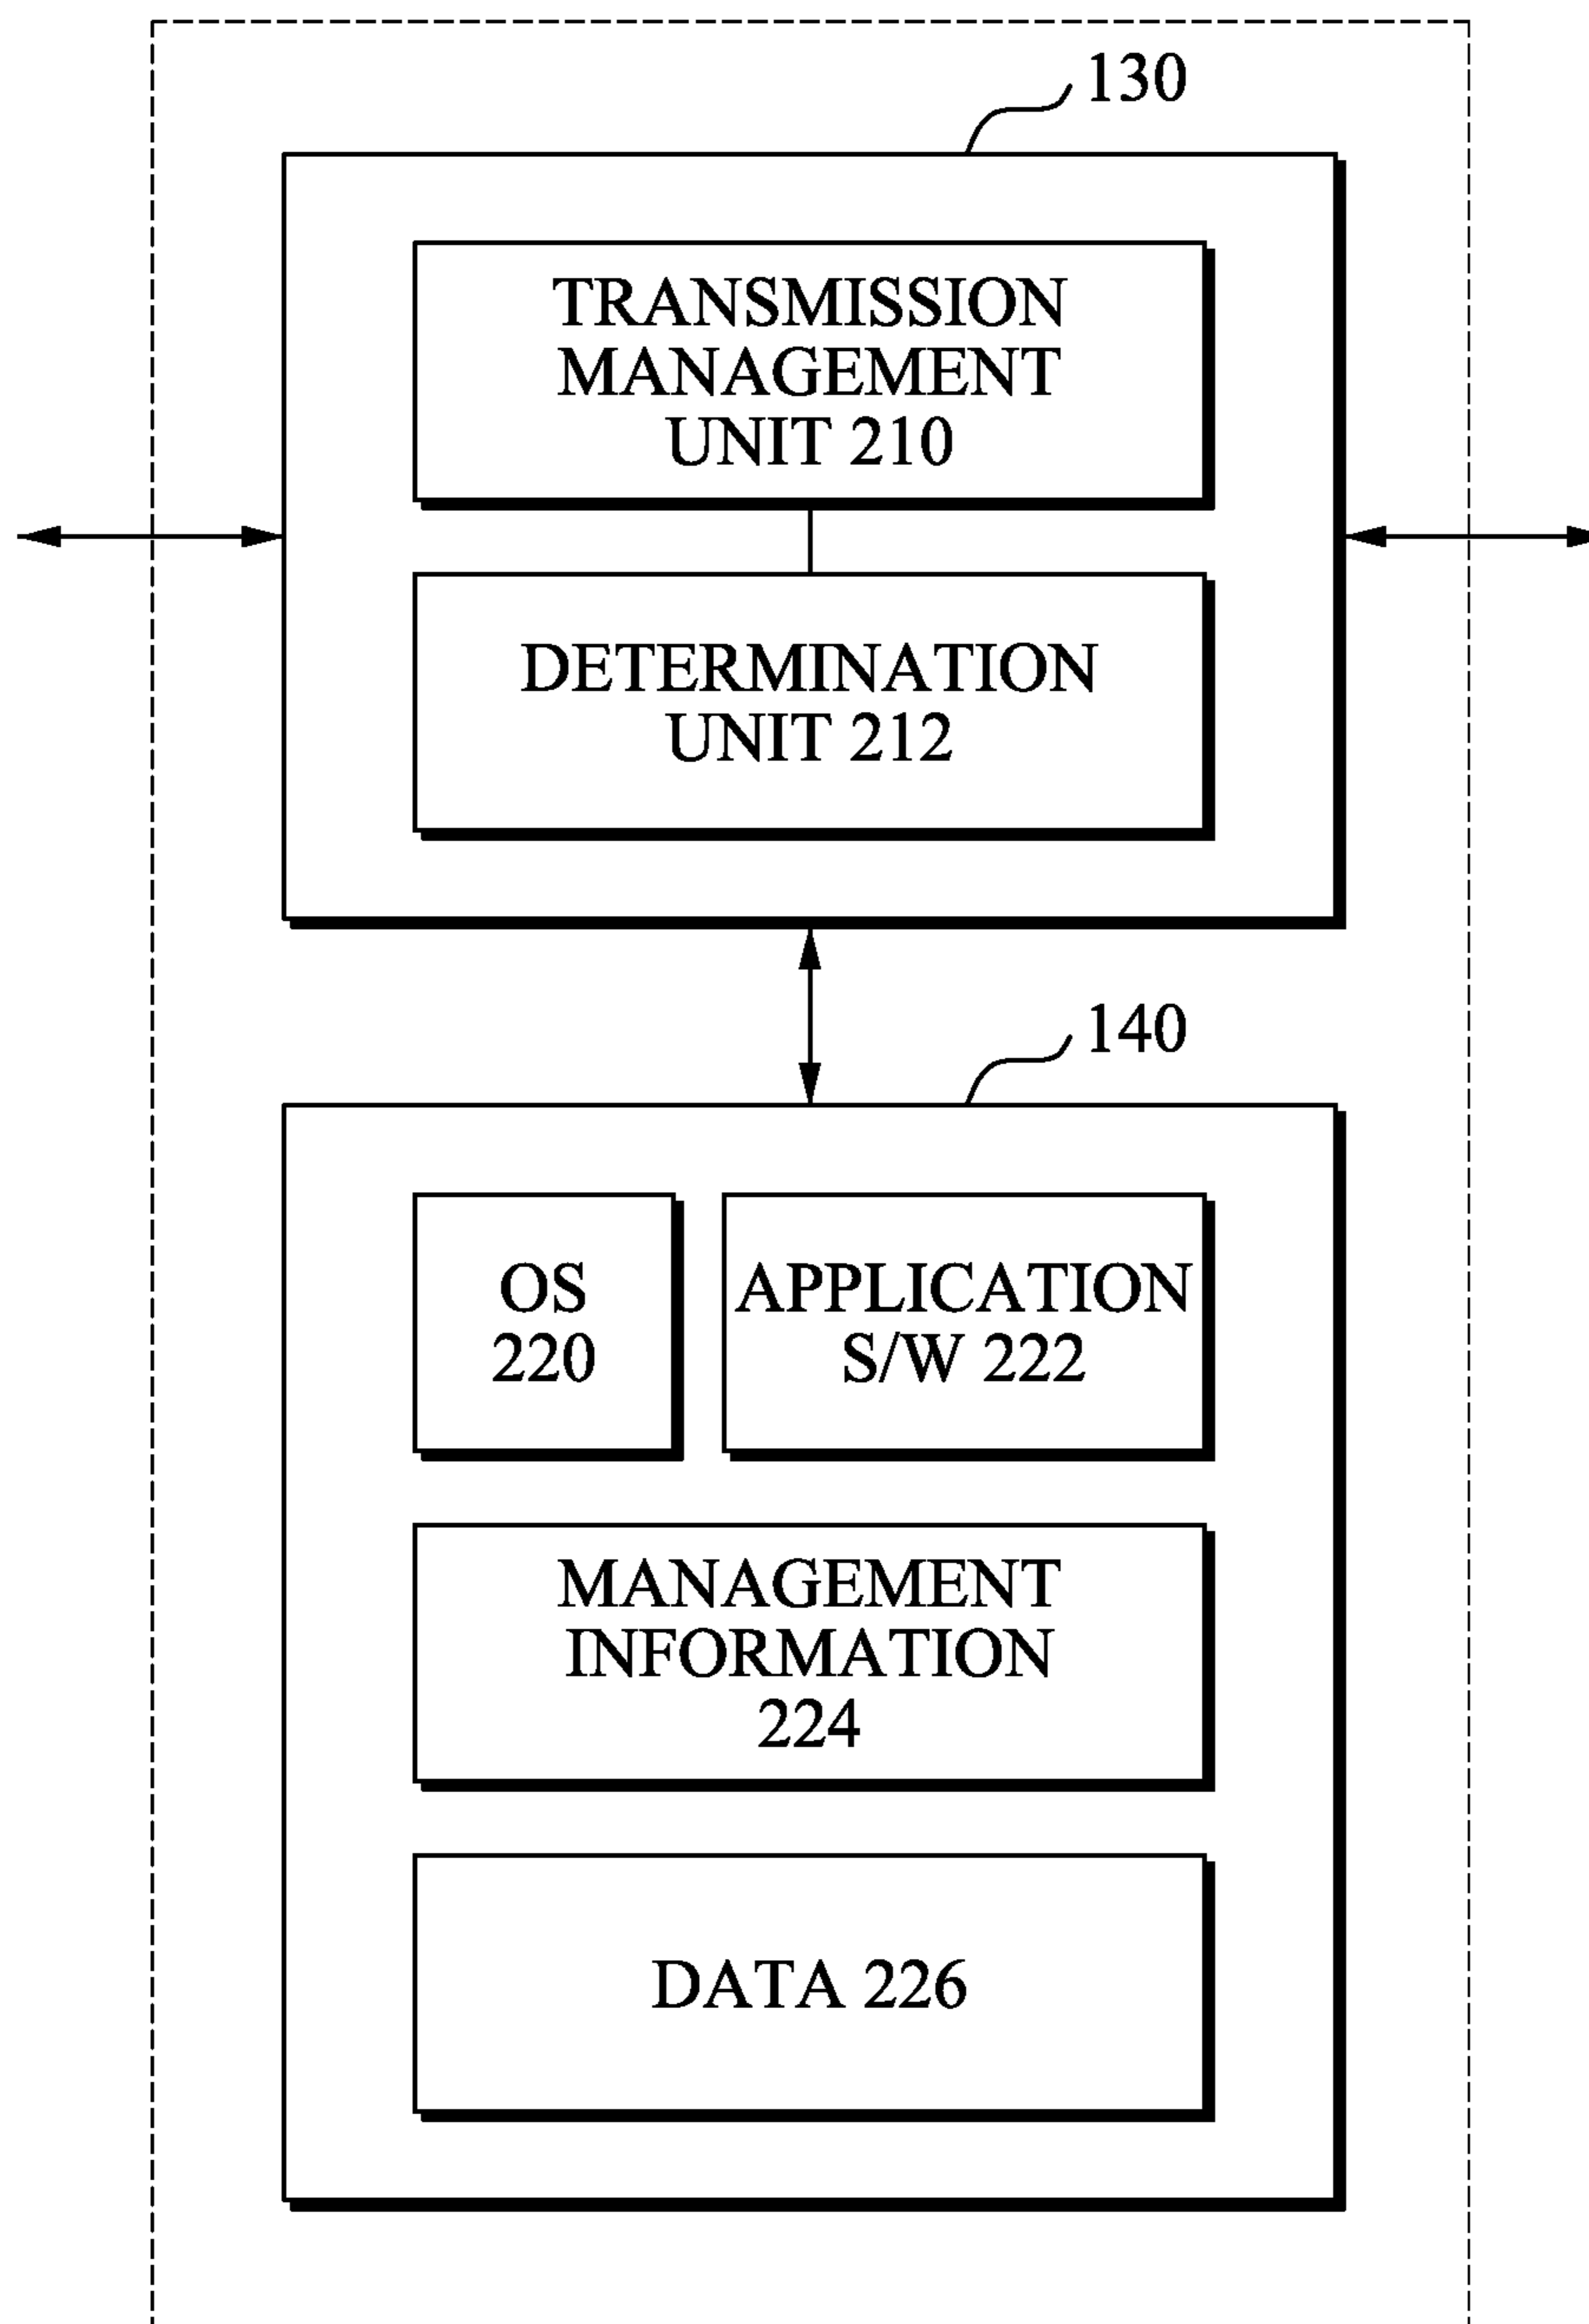 130
TRANSMISSION
MANAGEMENT
UNIT 210
DETERMINATION
UNIT 212
140
OS
220
APPLICATION
S/W 222
MANAGEMENT
INFORMATION
224
DATA 226